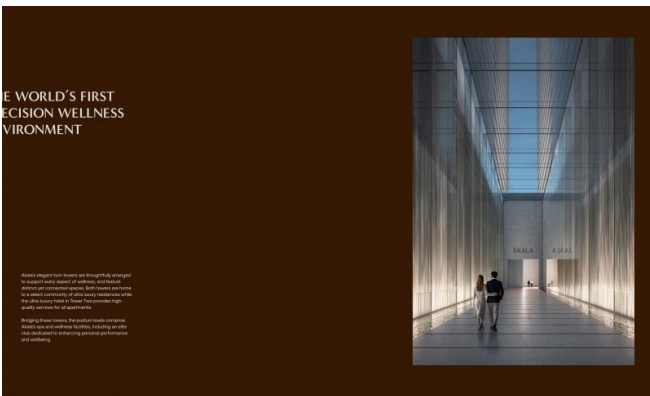 E WORLD´S FIRST
ECISION WELLNESS
VIRONMENT
Akala's elegant twin towers are thoughtfully arranged
to support every aspect of wellness, and feature
distinct yet connected spaces. Both towers are home
to a select community of ultra luxury residences while
the ultra-luxury hotel in Tower Two provides high-
quality services for all apartments.
Bridging these towers, the podium levels comprise
Akala's spa and wellness facilities, including an elite
club dedicated to enhancing personal performance
and wellbeing.
AKALA AKALA